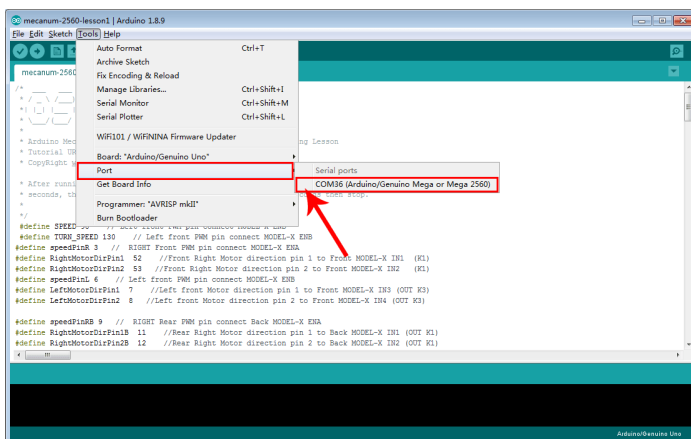 mecanum-2560-lesson1 | Arduino 1.8.9
File Edit Sketch Tools Help
mecanum-256
Auto Format Ctrl+T
Archive Sketch
Fix Encoding & Reload
Manage Libraries... Ctrl+Shift+I
Serial Monitor Ctrl+Shift+M
Serial Plotter Ctrl+Shift+L
WiFi101 / WiFiNINA Firmware Updater
Board: "Arduino/Genuino Uno"
Port
Get Board Info
Programmer: "AVRISP mkII"
Burn Bootloader
Serial ports
COM36 (Arduino/Genuino Mega or Mega 2560)
/*
* Arduino Mec ng Lesson
* Tutorial UR
* CopyRight
* After runni
* seconds, th then stop.
*
*/
#define SPEED
#define TURN_SPEED 130 // Left front PWM pin connect MODEL-X ENB
#define speedPinR 3 // RIGHT Front PWM pin connect MODEL-X ENA
#define RightMotorDirPin1 52 //Front Right Motor direction pin 1 to Front MODEL-X IN1 (K1)
#define RightMotorDirPin2 53 //Front Right Motor direction pin 2 to Front MODEL-X IN2 (K1)
#define speedPinL 6 // Left front PWM pin connect MODEL-X ENB
#define LeftMotorDirPin1 7 //Left front Motor direction pin 1 to Front MODEL-X IN3 (OUT K3)
#define LeftMotorDirPin2 8 //Left front Motor direction pin 2 to Front MODEL-X IN4 (OUT K3)
#define speedPinRB 9 // RIGHT Rear PWM pin connect Back MODEL-X ENA
#define RightMotorDirPin1B 11 //Rear Right Motor direction pin 1 to Back MODEL-X IN1 (OUT K1)
#define RightMotorDirPin2B 12 //Rear Right Motor direction pin 2 to Back MODEL-X IN2 (OUT K1)
Arduino/Genuino Uno